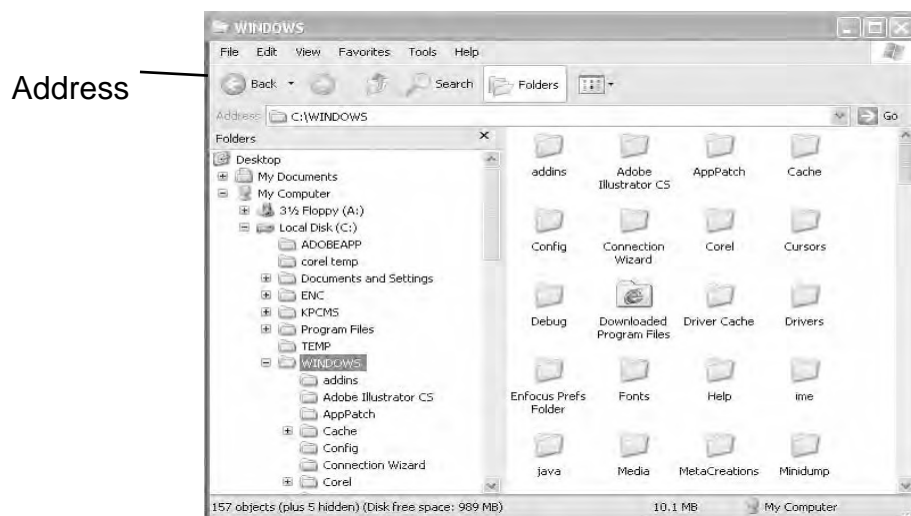 Address
WINDOWS
File Edit View Favorites Tools Help
Back Search Folders
Address C:\WINDOWS Go
Folders
Desktop
My Documents
My Computer
3½ Floppy (A:)
Local Disk (C:)
ADOBEAPP
corel temp
Documents and Settings
ENC
KPCMS
Program Files
TEMP
WINDOWS
addins
Adobe Illustrator CS
AppPatch
Cache
Config
Connection Wizard
Corel
addins Adobe AppPatch Cache
Illustrator CS
Config Connection Corel Cursors
Wizard
Debug Downloaded Driver Cache Drivers
Program Files
Enfocus Prefs Fonts Help ime
Folder
java Media MetaCreations Minidump
157 objects (plus 5 hidden) (Disk free space: 989 MB) 10.1 MB My Computer